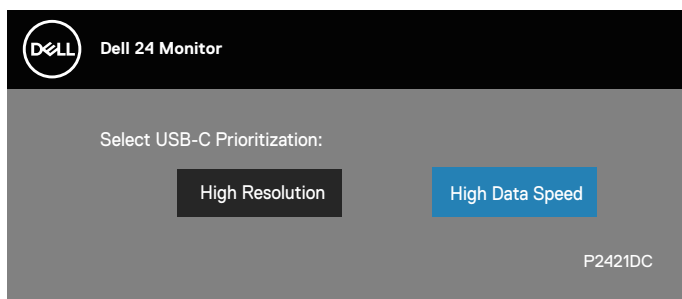 DELL
Dell 24 Monitor
Select USB-C Prioritization:
High Resolution
High Data Speed
P2421DC